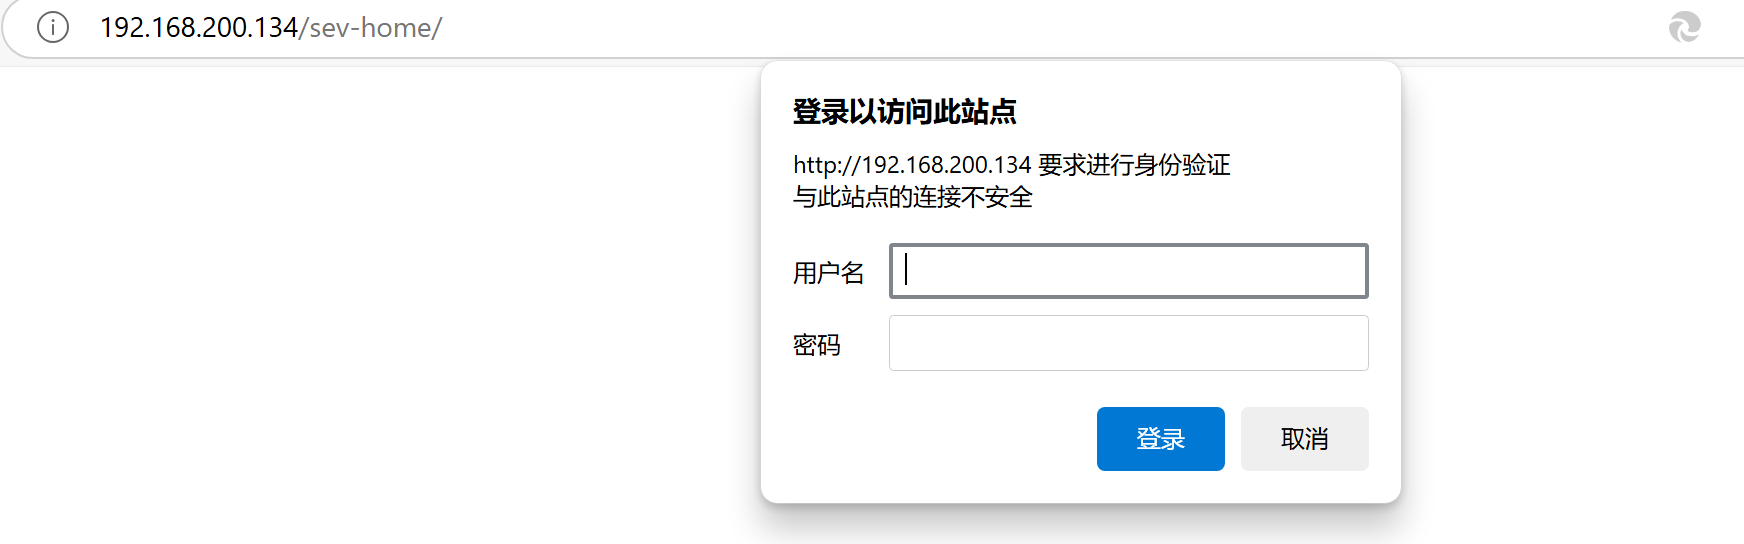 192.168.200.134/sev-home/
登录以访问此站点
http://192.168.200.134 要求进行身份验证
与此站点的连接不安全
用户名
密码
登录 取消